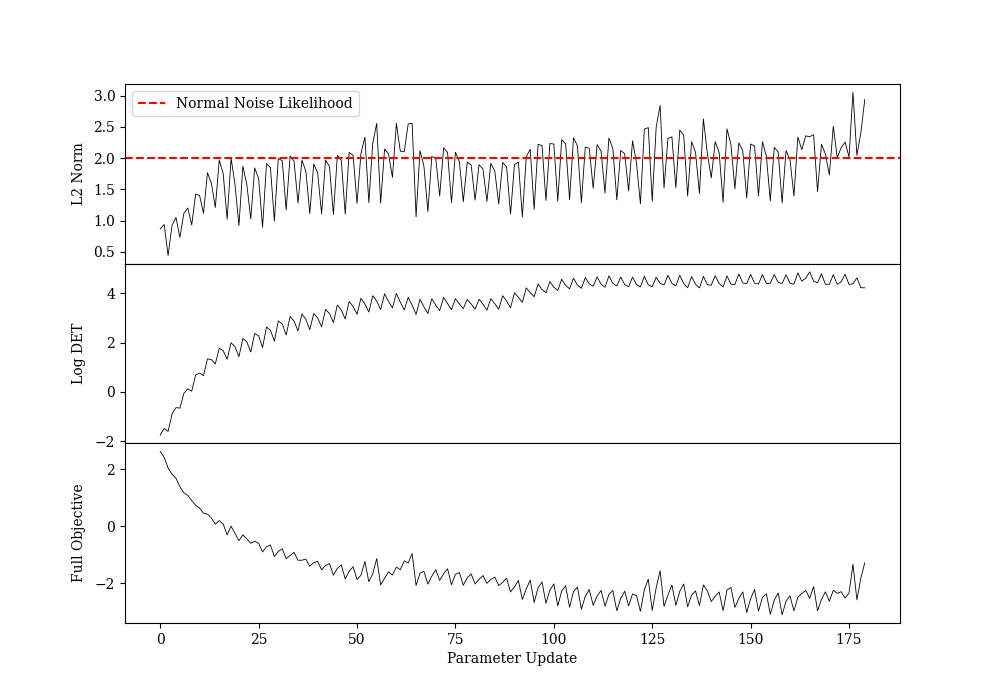 Normal Noise Likelihood
L2 Norm
3.0
2.5
2.0
1.5
1.0
0.5
Log DET
4
2
0
−2
Full Objective
2
0
−2
0 25 50 75 100 125 150 175
Parameter Update